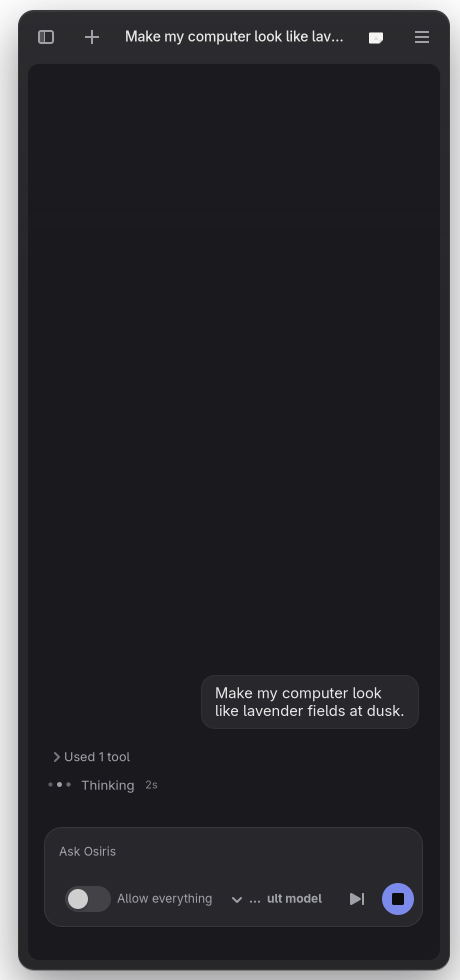 Make my computer look like lav...
Make my computer look
like lavender fields at dusk.
Used 1 tool
Thinking 2s
Ask Osiris
Allow everything ... ult model